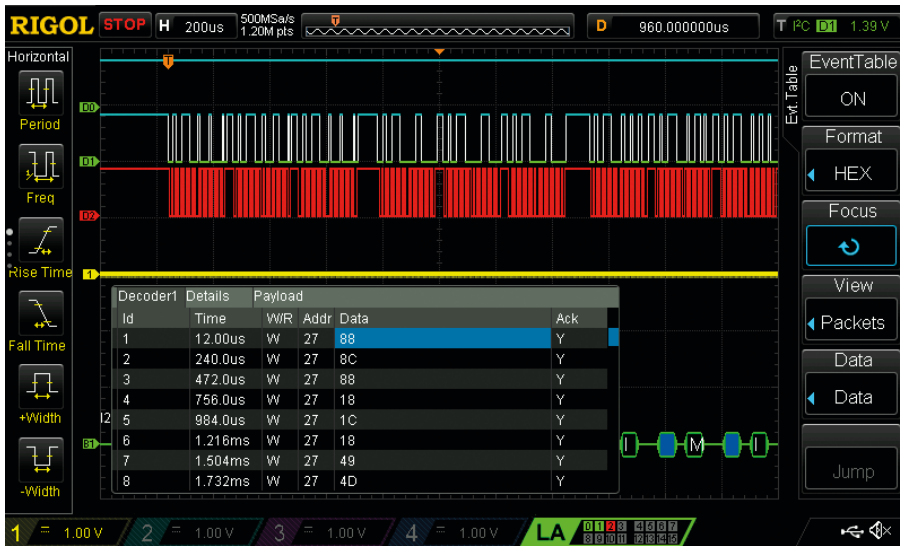 RIGOL STOP H 200us 500MSa/s 1.20M pts D 960.000000us T I²C D1 1.39 V
Horizontal
Period
Freq
Rise Time
Fall Time
+Width
-Width
T
D0
D1
D2
1
I2
B1
I M I
Decoder1 Details Payload
Id Time W/R Addr Data Ack
1 12.00us W 27 88 Y
2 240.0us W 27 8C Y
3 472.0us W 27 88 Y
4 756.0us W 27 18 Y
5 984.0us W 27 1C Y
6 1.216ms W 27 18 Y
7 1.504ms W 27 49 Y
8 1.732ms W 27 4D Y
Evt.Table
EventTable
ON
Format
HEX
Focus
View
Packets
Data
Data
Jump
1 = 1.00 V 2 = 1.00 V 3 = 1.00 V 4 = 1.00 V LA 0 1 2 3 4 5 6 7
8 9 10 11 12 13 14 15